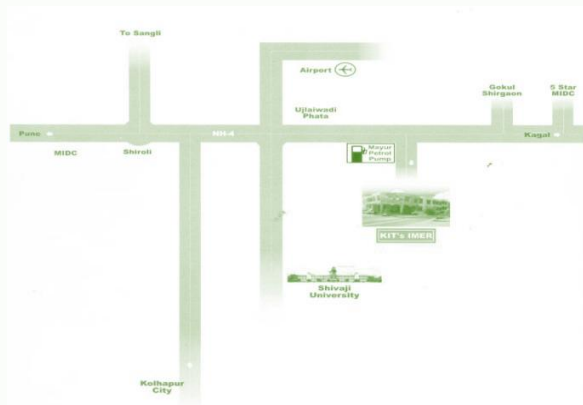 To Sangli
Airport
Gokul
Shirgaon
5 Star
MIDC
Ujlaiwadi
Phata
Pune
NH-4
Kagal
MIDC
Shiroli
Mayur
Petrol
Pump
KIT's IMER
Shivaji
University
Kolhapur
City